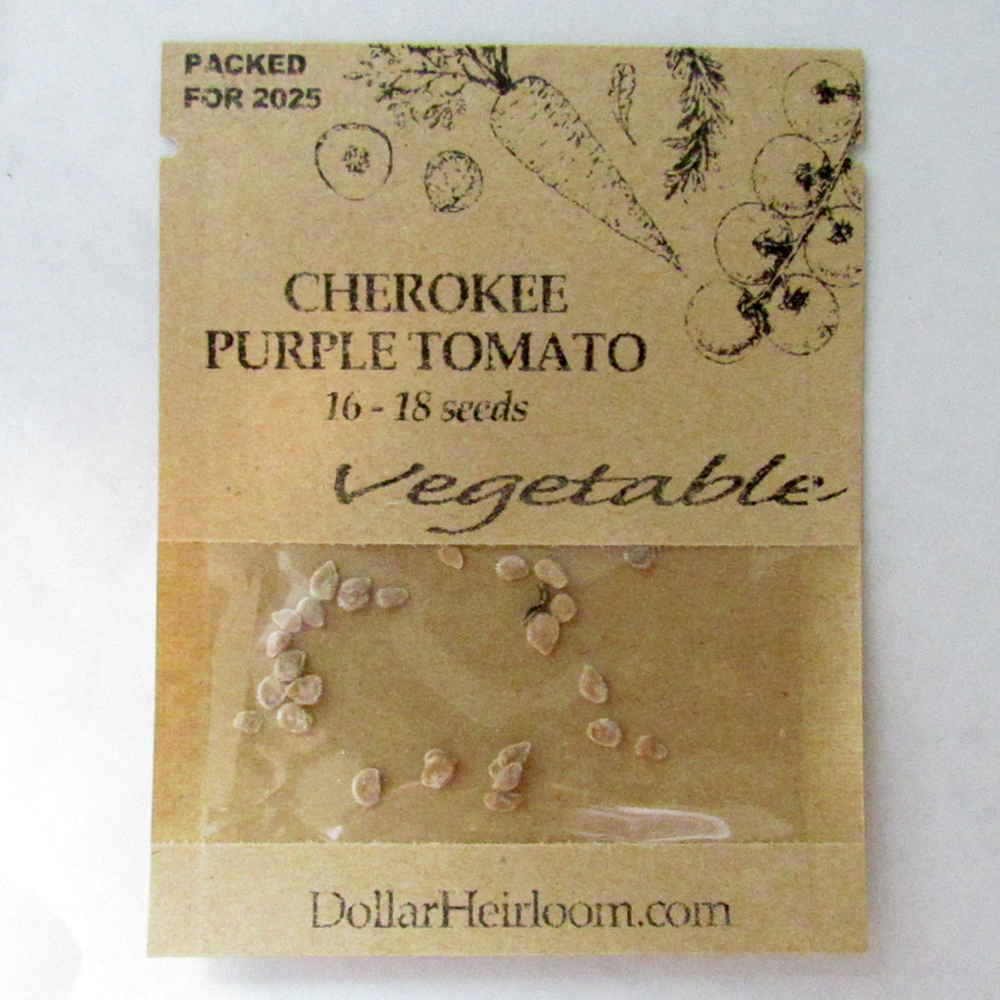 PACKED
FOR 2025
CHEROKEE
PURPLE TOMATO
16 - 18 seeds
Vegetable
DollarHeirloom.com